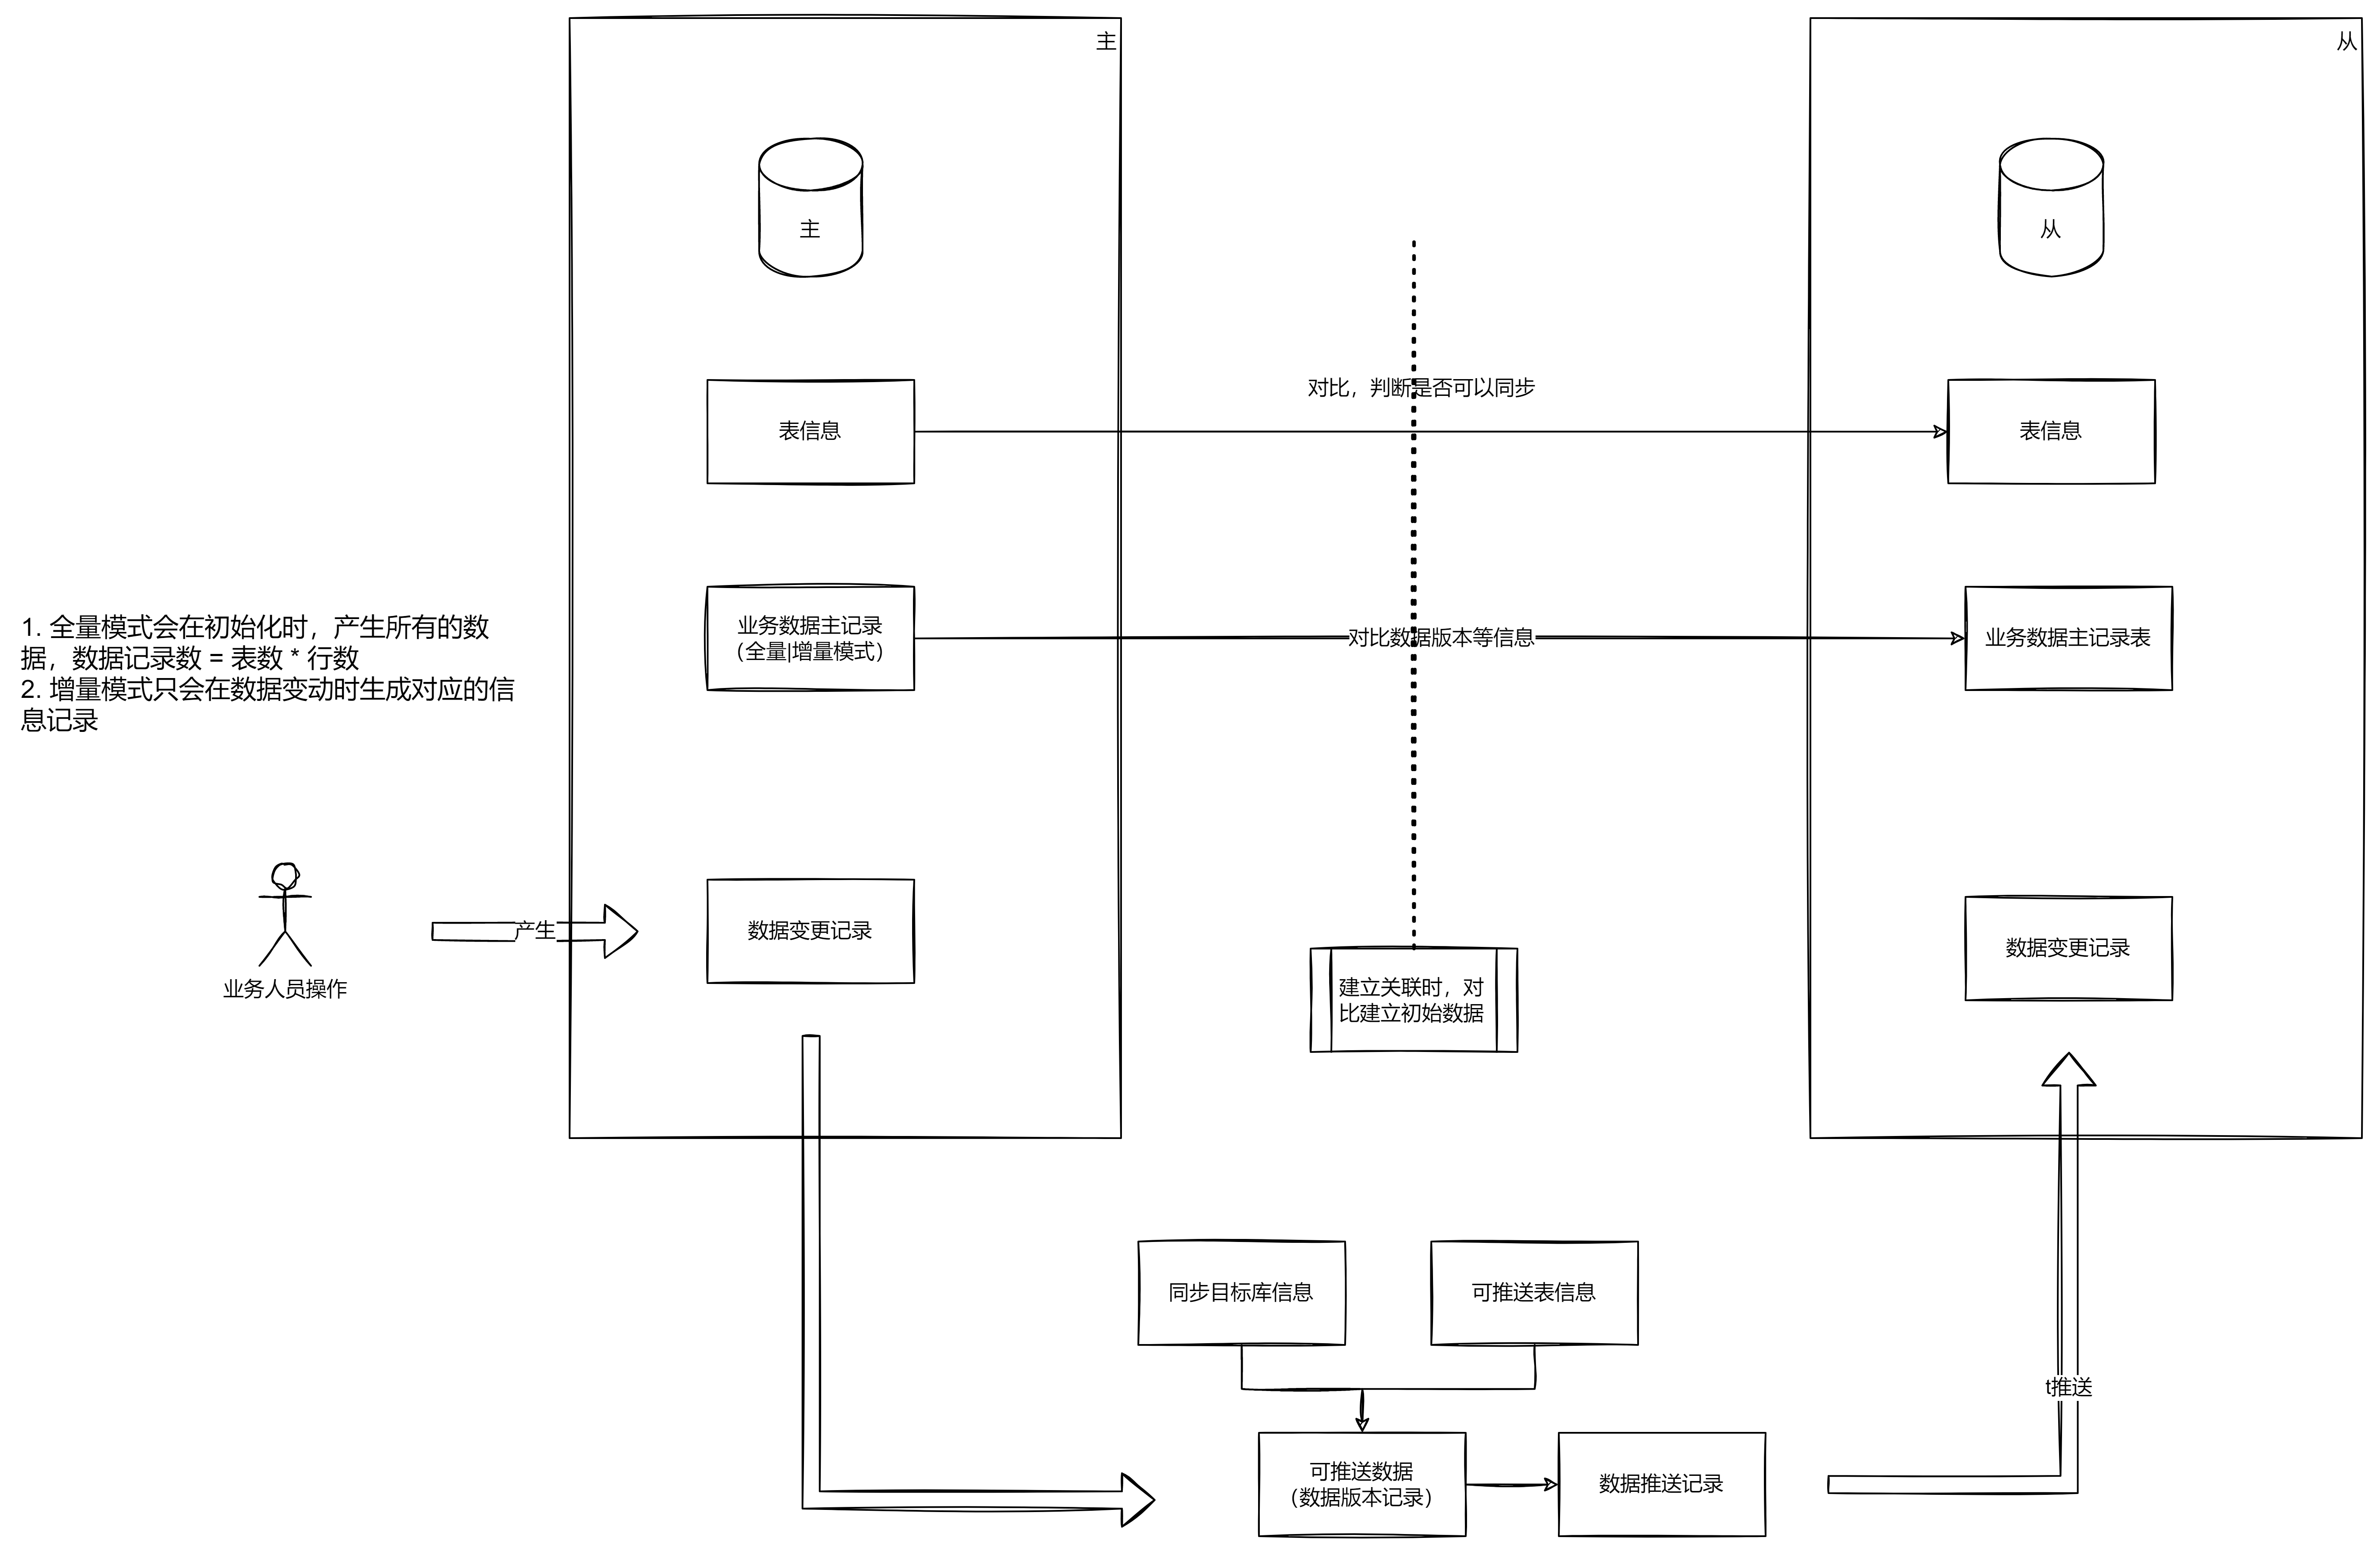 主
从
主
从
对比，判断是否可以同步
表信息
表信息
1. 全量模式会在初始化时，产生所有的数
据，数据记录数 = 表数 * 行数
2. 增量模式只会在数据变动时生成对应的信
息记录
业务数据主记录
（全量|增量模式）
对比数据版本等信息
业务数据主记录表
业务人员操作
产生
数据变更记录
建立关联时，对
比建立初始数据
数据变更记录
同步目标库信息
可推送表信息
t推送
可推送数据
（数据版本记录）
数据推送记录